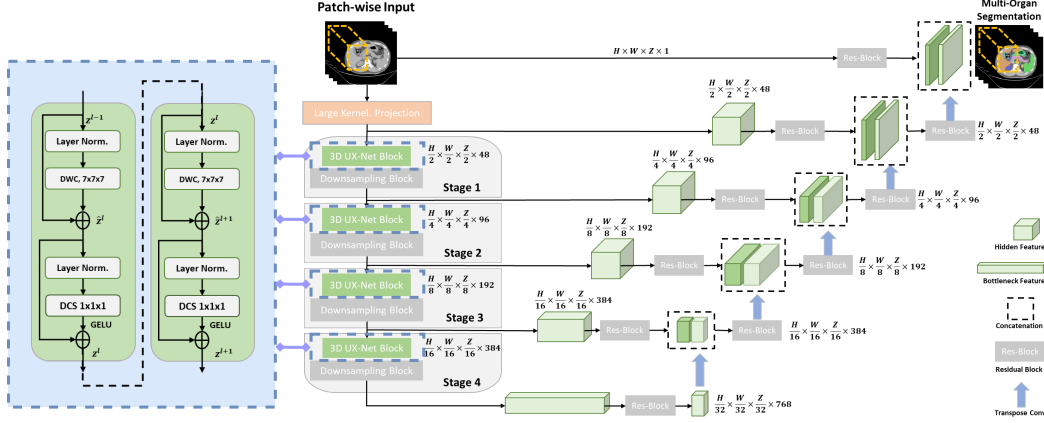 Patch-wise Input
Multi-Organ
Segmentation
H × W × Z × 1
Res-Block
Large Kernel. Projection
H/2 × W/2 × Z/2 × 48
Res-Block
Res-Block
H/2 × W/2 × Z/2 × 48
z^{l-1}
Layer Norm.
DWC, 7x7x7
ẑ^l
Layer Norm.
DCS 1x1x1
GELU
z^l
z^l
Layer Norm.
DWC, 7x7x7
ẑ^{l+1}
Layer Norm.
DCS 1x1x1
GELU
z^{l+1}
3D UX-Net Block
H/2 × W/2 × Z/2 × 48
Downsampling Block
Stage 1
H/4 × W/4 × Z/4 × 96
Res-Block
Res-Block
H/4 × W/4 × Z/4 × 96
3D UX-Net Block
H/4 × W/4 × Z/4 × 96
Downsampling Block
Stage 2
H/8 × W/8 × Z/8 × 192
Res-Block
Res-Block
H/8 × W/8 × Z/8 × 192
3D UX-Net Block
H/8 × W/8 × Z/8 × 192
Downsampling Block
Stage 3
H/16 × W/16 × Z/16 × 384
Res-Block
Res-Block
H/16 × W/16 × Z/16 × 384
3D UX-Net Block
H/16 × W/16 × Z/16 × 384
Downsampling Block
Stage 4
Res-Block
H/32 × W/32 × Z/32 × 768
Hidden Feature
Bottleneck Feature
Concatenation
Res-Block
Residual Block
Transpose Conv